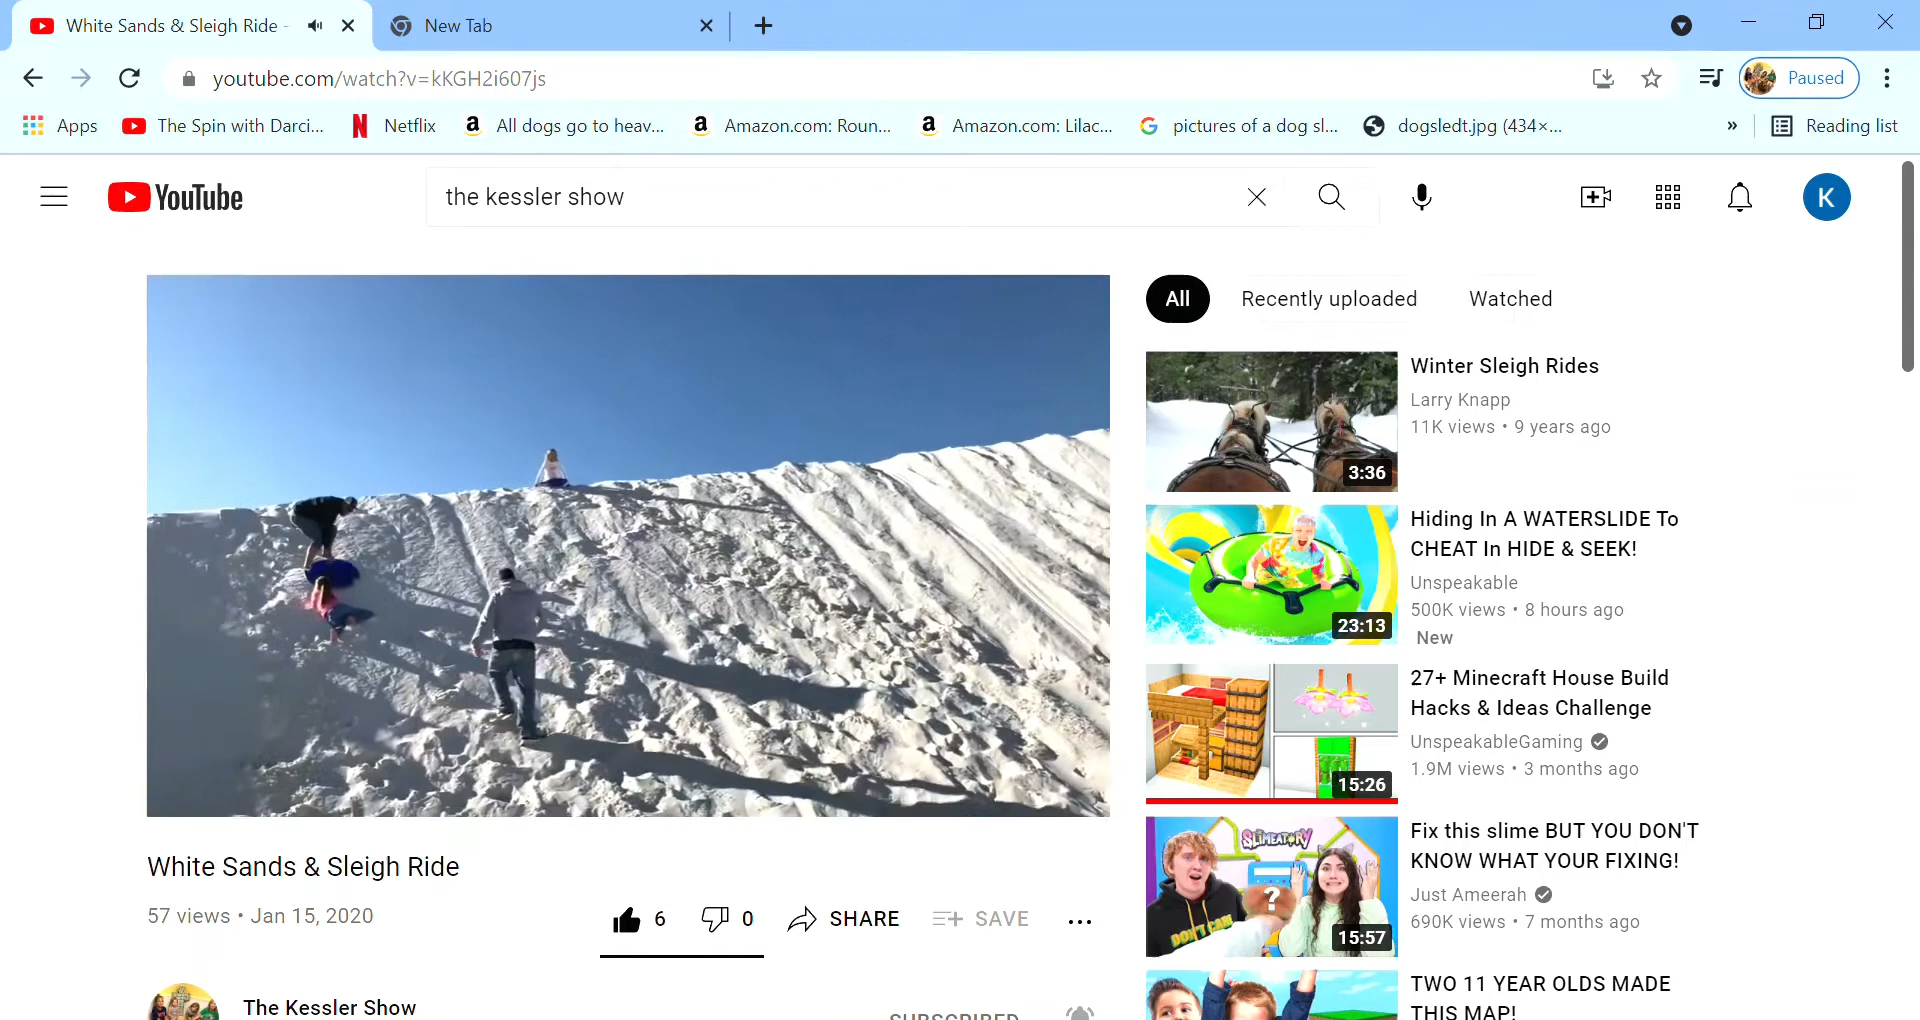 White Sands & Sleigh Ride -
New Tab
youtube.com/watch?v=kKGH2i607js
Paused
Apps
The Spin with Darci...
Netflix
All dogs go to heav...
Amazon.com: Roun...
Amazon.com: Lilac...
pictures of a dog sl...
dogsledt.jpg (434×...
»
Reading list
YouTube
the kessler show
K
All
Recently uploaded
Watched
3:36
Winter Sleigh Rides
Larry Knapp
11K views • 9 years ago
23:13
Hiding In A WATERSLIDE To
CHEAT In HIDE & SEEK!
Unspeakable
500K views • 8 hours ago
New
15:26
27+ Minecraft House Build
Hacks & Ideas Challenge
UnspeakableGaming
1.9M views • 3 months ago
SLIMEATORY
?
DON'T CARE
15:57
Fix this slime BUT YOU DON'T
KNOW WHAT YOUR FIXING!
Just Ameerah
690K views • 7 months ago
TWO 11 YEAR OLDS MADE
THIS MAP!
White Sands & Sleigh Ride
57 views • Jan 15, 2020
6
0
SHARE
SAVE
The Kessler Show
SUBSCRIBED